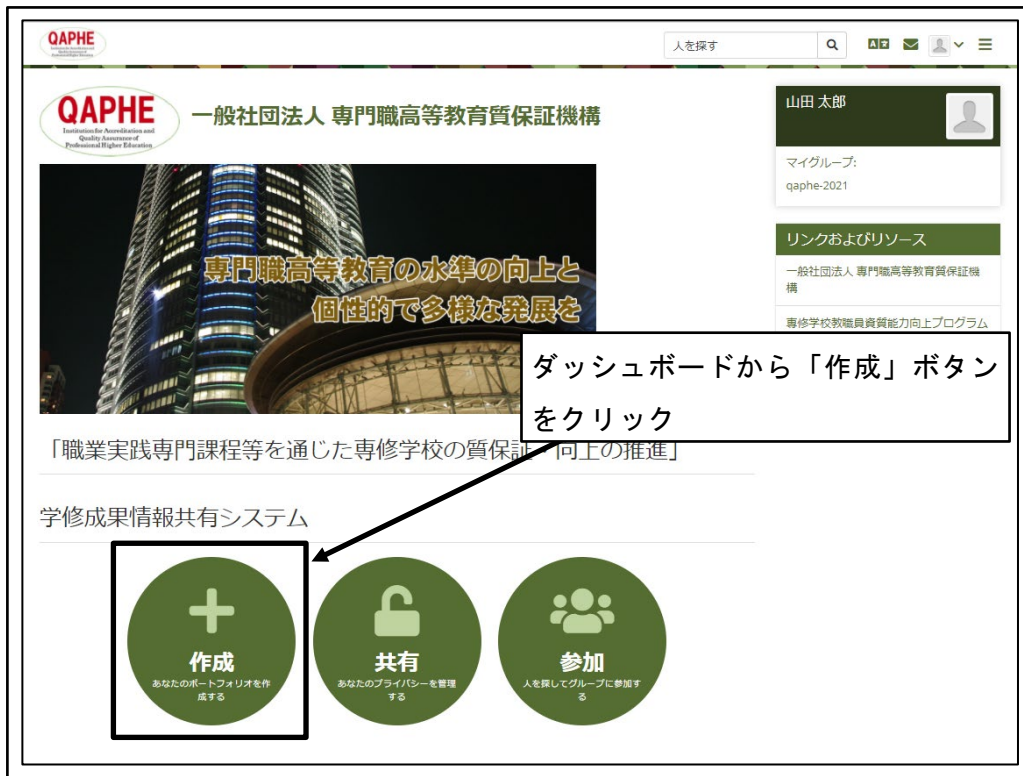 QAPHE
人を探す
QAPHE
Institution for Accreditation and
Quality Assurance of
Professional Higher Education
一般社団法人 専門職高等教育質保証機構
山田 太郎
マイグループ:
qaphe-2021
専門職高等教育の水準の向上と
個性的で多様な発展を
リンクおよびリソース
一般社団法人 専門職高等教育質保証機
構
専修学校教職員資質能力向上プログラム
ダッシュボードから「作成」ボタン
をクリック
「職業実践専門課程等を通じた専修学校の質保証・向上の推進」
学修成果情報共有システム
作成
あなたのポートフォリオを作
成する
共有
あなたのプライバシーを管理
する
参加
人を探してグループに参加す
る